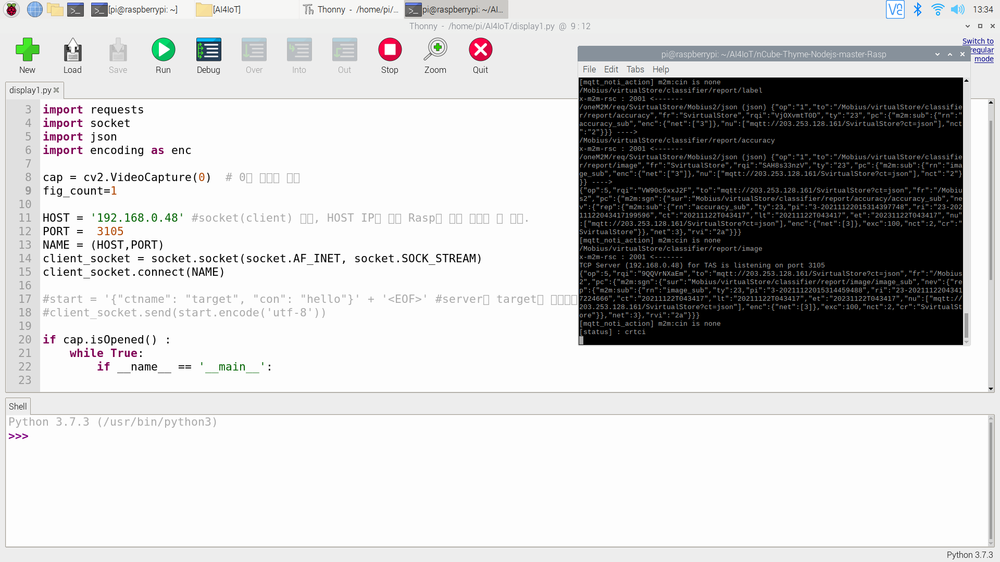 [pi@raspberrypi: ~]
[AI4IoT]
Thonny - /home/pi/...
pi@raspberrypi: ~/AI...
13:34
Thonny - /home/pi/AI4IoT/display1.py @ 9 : 12
New
Load
Save
Run
Debug
Over
Into
Out
Stop
Zoom
Quit
Switch to
regular
mode
display1.py
3 import requests
4 import socket
5 import json
6 import encoding as enc
7
8 cap = cv2.VideoCapture(0) # 0
9 fig_count=1
10
11 HOST = '192.168.0.48' #socket(client) , HOST IP Rasp .
12 PORT = 3105
13 NAME = (HOST,PORT)
14 client_socket = socket.socket(socket.AF_INET, socket.SOCK_STREAM)
15 client_socket.connect(NAME)
16
17 #start = '{"ctname": "target", "con": "hello"}' + '<EOF>' #server target
18 #client_socket.send(start.encode('utf-8'))
19
20 if cap.isOpened() :
21 while True:
22 if __name__ == '__main__':
23
pi@raspberrypi: ~/AI4IoT/nCube-Thyme-Nodejs-master-Rasp
File Edit Tabs Help
[mqtt_noti_action] m2m:cin is none
/Mobius/virtualStore/classifier/report/label
x-m2m-rsc : 2001 <-------
/oneM2M/req/SvirtualStore/Mobius2/json (json) {"op":"1","to":"/Mobius/virtualStore/classifie
r/report/accuracy","fr":"SvirtualStore","rqi":"VjOXvmtT0D","ty":"23","pc":{"m2m:sub":{"rn":"
accuracy_sub","enc":{"net":["3"]},"nu":["mqtt://203.253.128.161/SvirtualStore?ct=json"],"nct
":"2"}}} ---->
/Mobius/virtualStore/classifier/report/accuracy
x-m2m-rsc : 2001 <-------
/oneM2M/req/SvirtualStore/Mobius2/json (json) {"op":"1","to":"/Mobius/virtualStore/classifie
r/report/image","fr":"SvirtualStore","rqi":"SAH8s33nzV","ty":"23","pc":{"m2m:sub":{"rn":"ima
ge_sub","enc":{"net":["3"]},"nu":["mqtt://203.253.128.161/SvirtualStore?ct=json"],"nct":"2"}
}} ---->
{"op":5,"rqi":"VW90c5xxJ2F","to":"mqtt://203.253.128.161/SvirtualStore?ct=json","fr":"/Mobiu
s2","pc":{"m2m:sgn":{"sur":"Mobius/virtualStore/classifier/report/accuracy/accuracy_sub","ne
v":{"rep":{"m2m:sub":{"rn":"accuracy_sub","ty":23,"pi":"3-20211122015314397748","ri":"23-202
11122043417199596","ct":"20211122T043417","lt":"20211122T043417","et":"20231122T043417","nu"
:["mqtt://203.253.128.161/SvirtualStore?ct=json"],"enc":{"net":[3]},"exc":100,"nct":2,"cr":"
SvirtualStore"}},"net":3},"rvi":"2a"}}}
[mqtt_noti_action] m2m:cin is none
/Mobius/virtualStore/classifier/report/image
x-m2m-rsc : 2001 <-------
TCP Server (192.168.0.48) for TAS is listening on port 3105
{"op":5,"rqi":"9QQVrNXaEm","to":"mqtt://203.253.128.161/SvirtualStore?ct=json","fr":"/Mobius
2","pc":{"m2m:sgn":{"sur":"Mobius/virtualStore/classifier/report/image/image_sub","nev":{"re
p":{"m2m:sub":{"rn":"image_sub","ty":23,"pi":"3-20211122015314459488","ri":"23-2021112204341
7224666","ct":"20211122T043417","lt":"20211122T043417","et":"20231122T043417","nu":["mqtt://
203.253.128.161/SvirtualStore?ct=json"],"enc":{"net":[3]},"exc":100,"nct":2,"cr":"SvirtualSt
ore"}},"net":3},"rvi":"2a"}}}
[mqtt_noti_action] m2m:cin is none
[status] : crtci
Shell
Python 3.7.3 (/usr/bin/python3)
>>>
Python 3.7.3